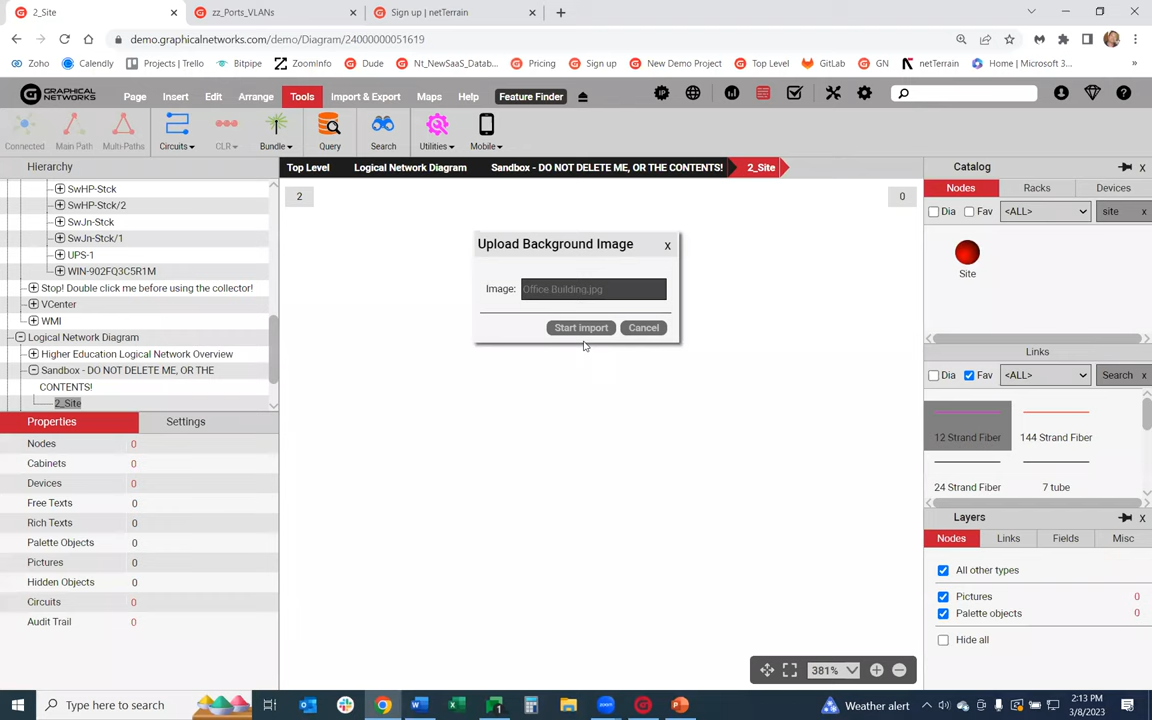 2_Site
zz_Ports_VLANs
Sign up | netTerrain
demo.graphicalnetworks.com/demo/Diagram/24000000051619
Zoho
Calendly
Projects | Trello
Bitpipe
ZoomInfo
Dude
Nt_NewSaaS_Datab...
Pricing
Sign up
New Demo Project
Top Level
GitLab
GN
netTerrain
Home | Microsoft 3...
GRAPHICAL
NETWORKS
Page
Insert
Edit
Arrange
Tools
Import & Export
Maps
Help
Feature Finder
Connected
Main Path
Multi-Paths
Circuits
CLR
Bundle
Query
Search
Utilities
Mobile
Hierarchy
SwHP-Stck
SwHP-Stck/2
SwJn-Stck
SwJn-Stck/1
UPS-1
WIN-902FQ3C5R1M
Stop! Double click me before using the collector!
VCenter
WMI
Logical Network Diagram
Higher Education Logical Network Overview
Sandbox - DO NOT DELETE ME, OR THE
CONTENTS!
2_Site
Properties
Settings
Nodes 0
Cabinets 0
Devices 0
Free Texts 0
Rich Texts 0
Palette Objects 0
Pictures 0
Hidden Objects 0
Circuits 0
Audit Trail 0
Top Level
Logical Network Diagram
Sandbox - DO NOT DELETE ME, OR THE CONTENTS!
2_Site
2
0
Upload Background Image
x
Image: Office Building.jpg
Start import
Cancel
381%
Catalog
X
Nodes
Racks
Devices
Dia
Fav
<ALL>
site
x
Site
Links
Dia
Fav
<ALL>
Search
x
12 Strand Fiber
144 Strand Fiber
24 Strand Fiber
7 tube
Layers
X
Nodes
Links
Fields
Misc
All other types
Pictures 0
Palette objects 0
Hide all
Type here to search
Weather alert
2:13 PM
3/8/2023